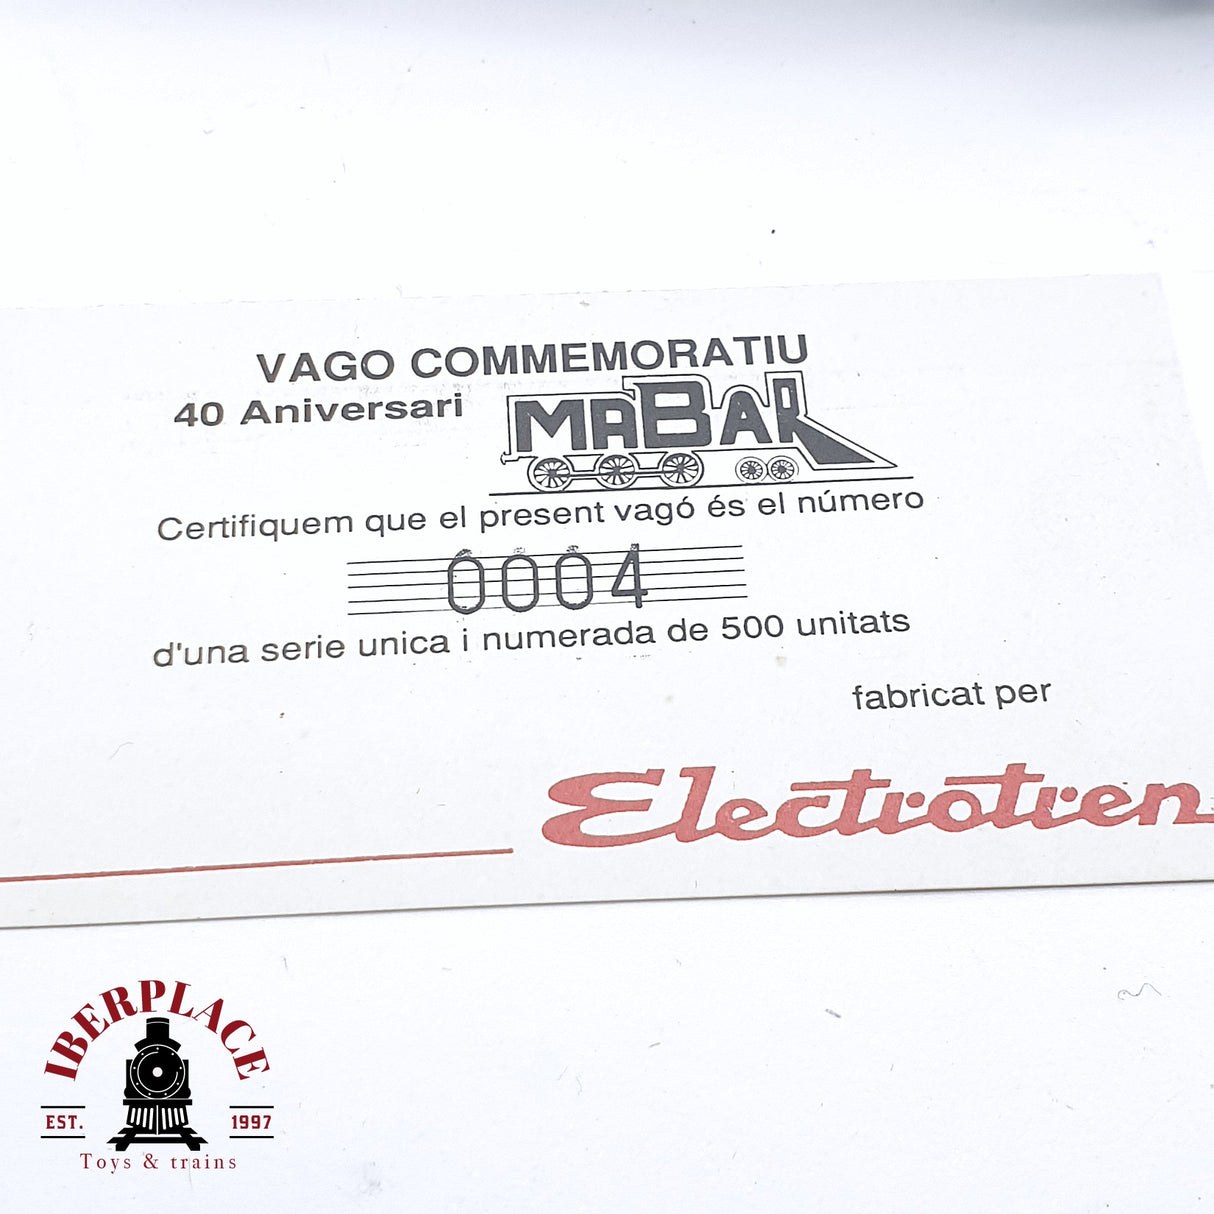 VAGO COMMEMORATIU
40 Aniversari
MABAR
Certifiquem que el present vagó és el número
0004
d'una serie unica i numerada de 500 unitats
fabricat per
Electrotren
IBERPLACE
EST. 1997
Toys & trains